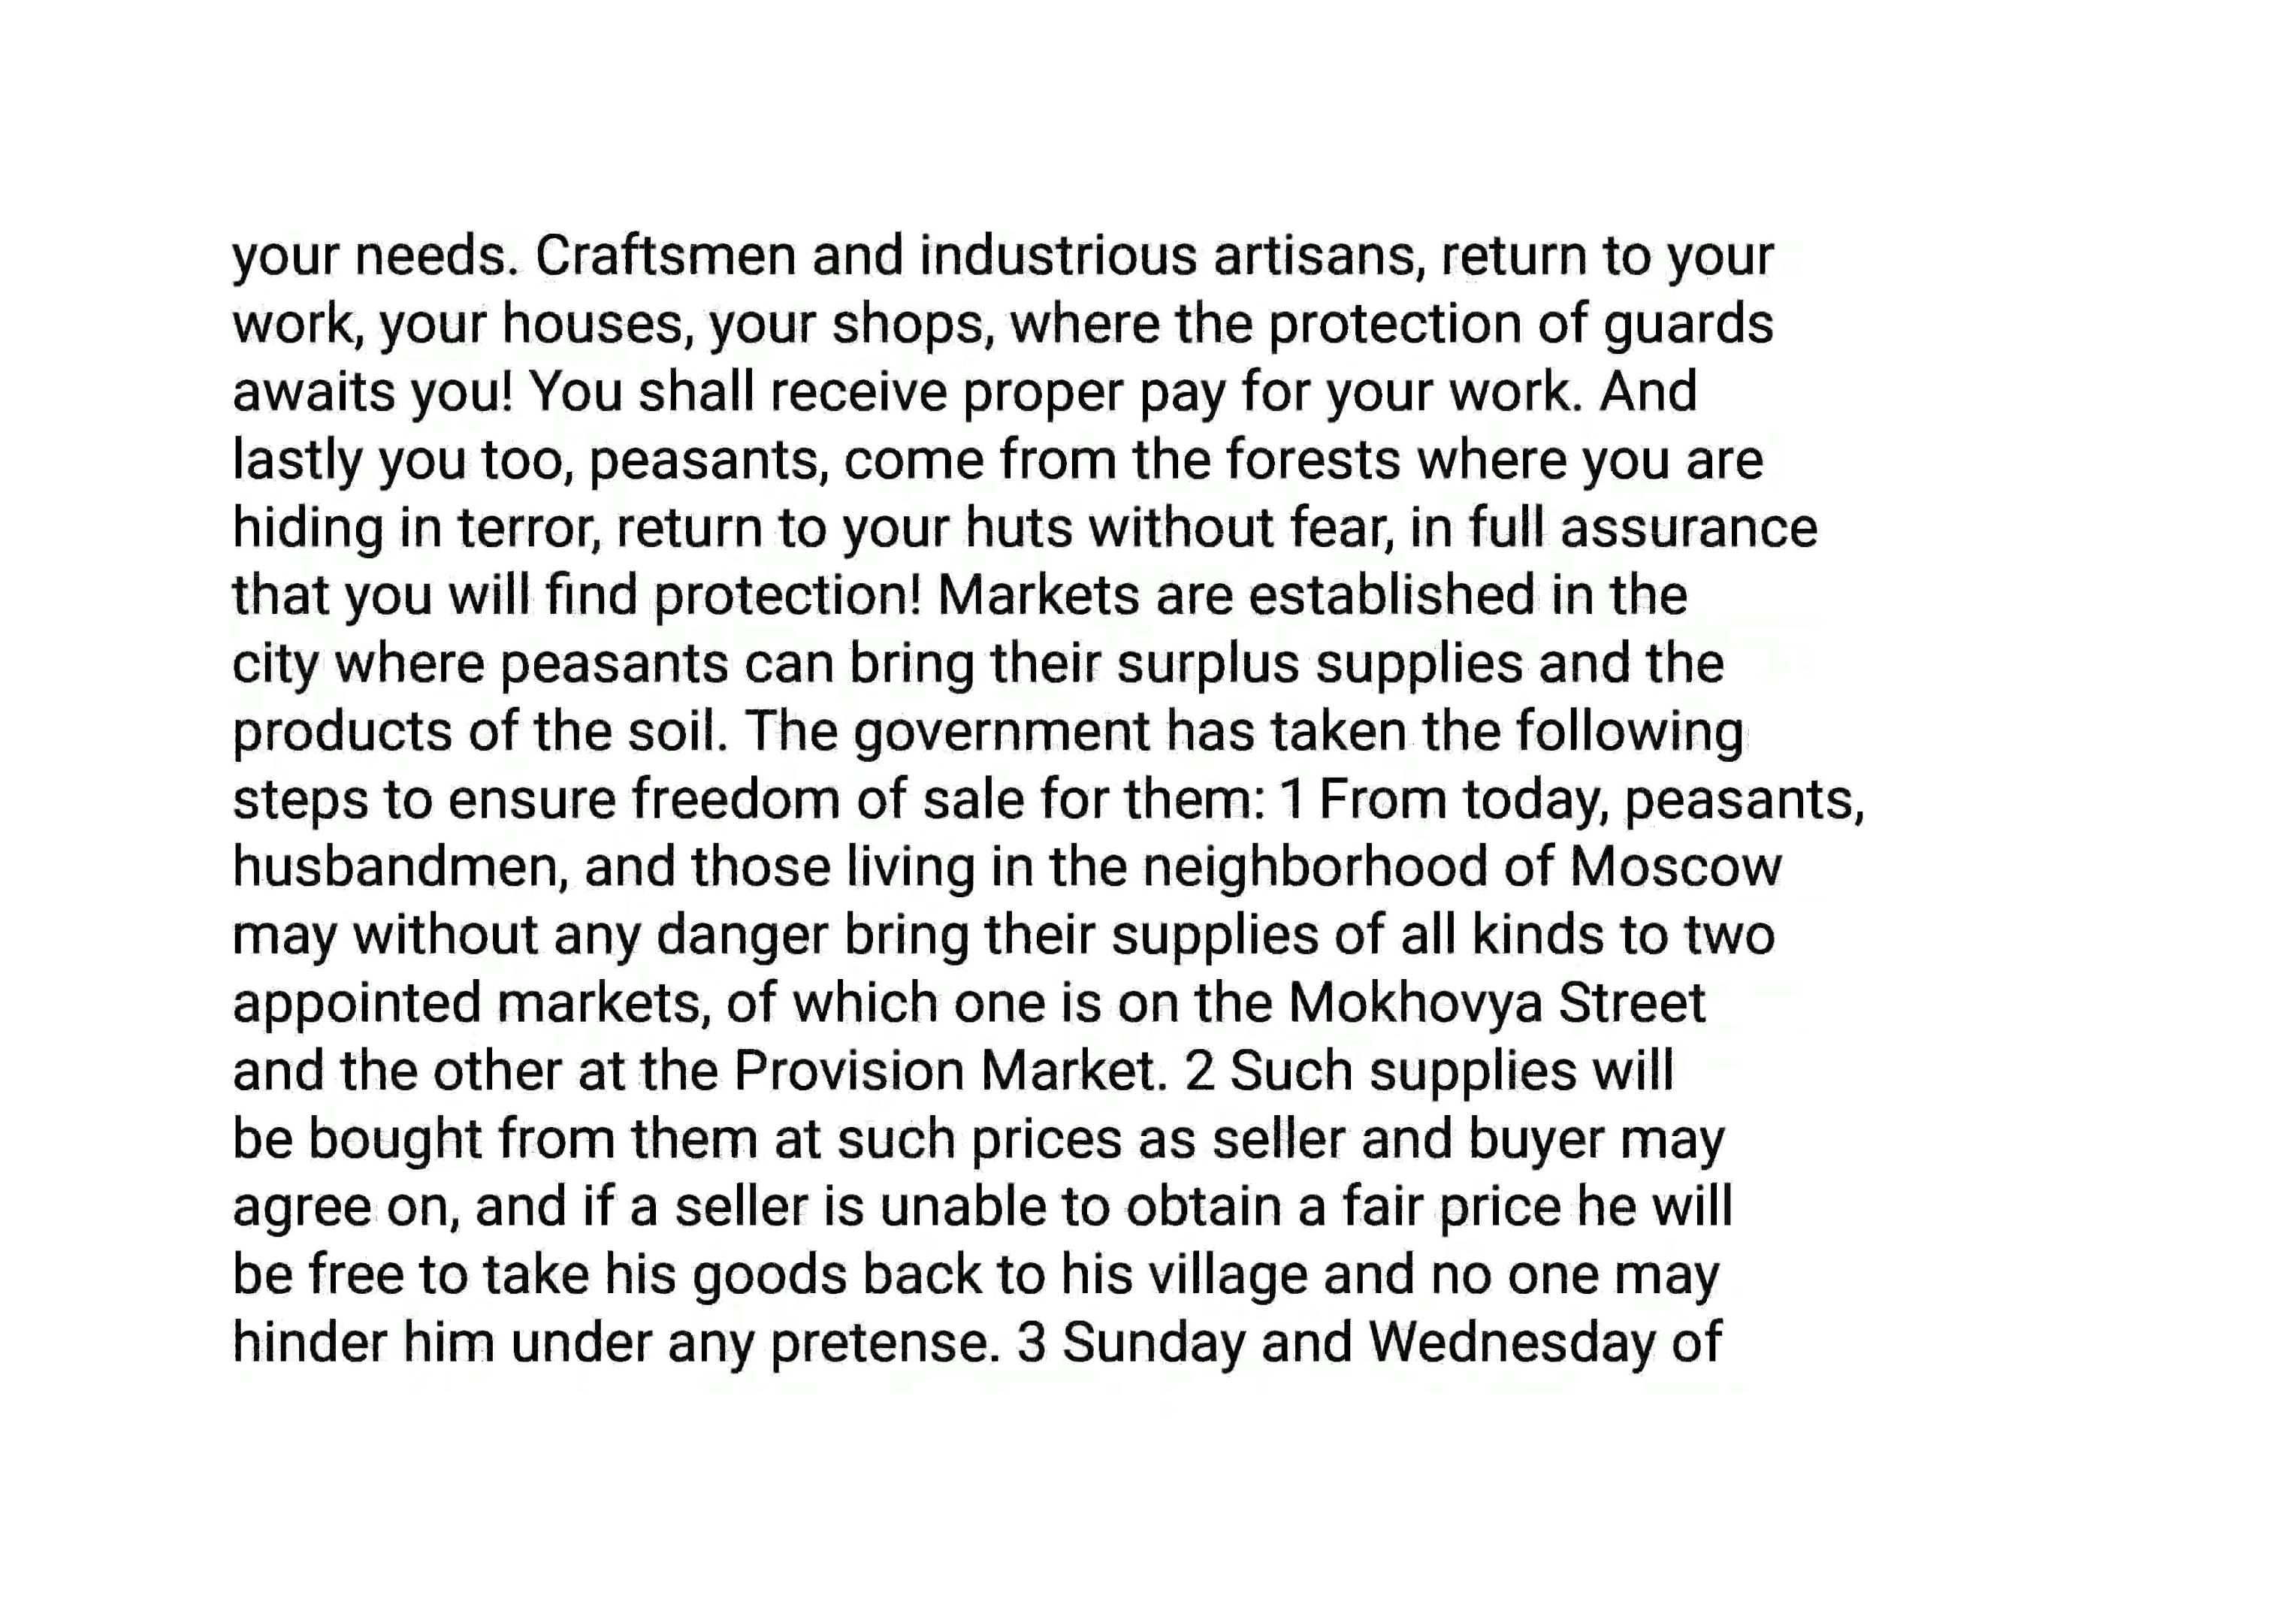 your needs. Craftsmen and industrious artisans, return to your
work, your houses, your shops, where the protection of guards
awaits you! You shall receive proper pay for your work. And
lastly you too, peasants, come from the forests where you are
hiding in terror, return to your huts without fear, in full assurance
that you will find protection! Markets are established in the
city where peasants can bring their surplus supplies and the
products of the soil. The government has taken the following
steps to ensure freedom of sale for them: 1 From today, peasants,
husbandmen, and those living in the neighborhood of Moscow
may without any danger bring their supplies of all kinds to two
appointed markets, of which one is on the Mokhovya Street
and the other at the Provision Market. 2 Such supplies will
be bought from them at such prices as seller and buyer may
agree on, and if a seller is unable to obtain a fair price he will
be free to take his goods back to his village and no one may
hinder him under any pretense. 3 Sunday and Wednesday of